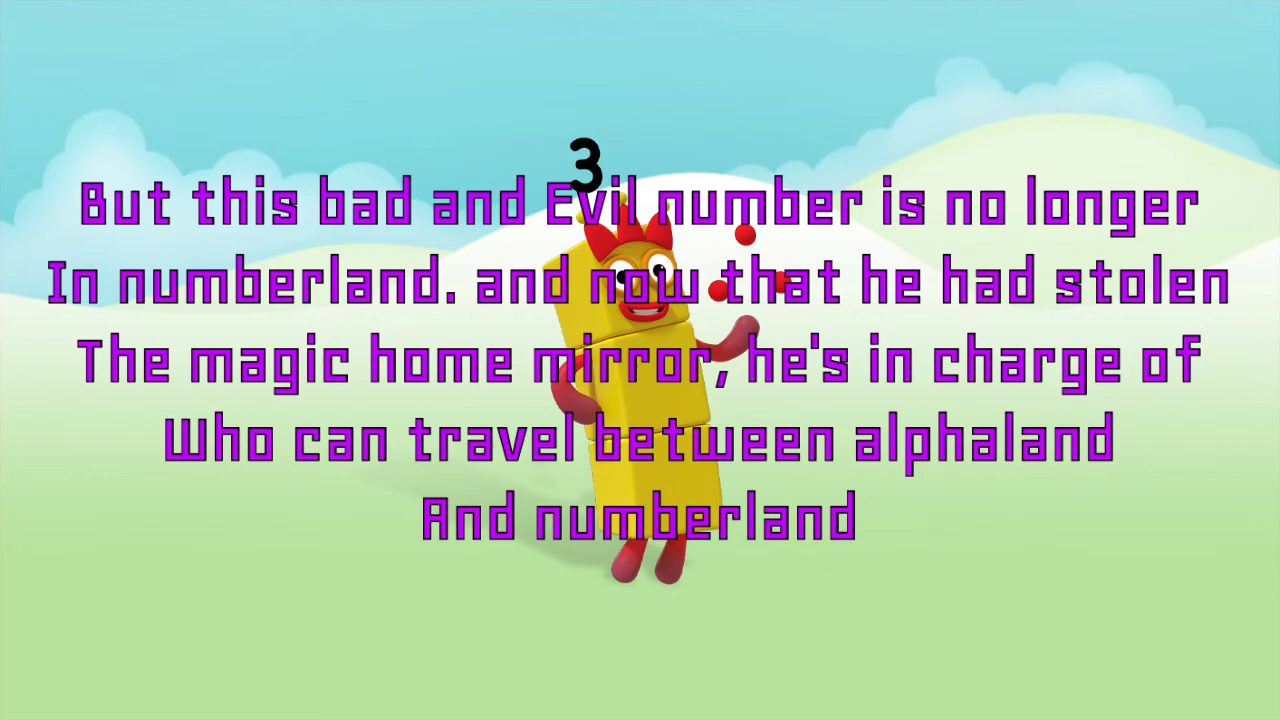 3
But this bad and Evil number is no longer
In numberland. and now that he had stolen
The magic home mirror, he's in charge of
Who can travel between alphaland
And numberland